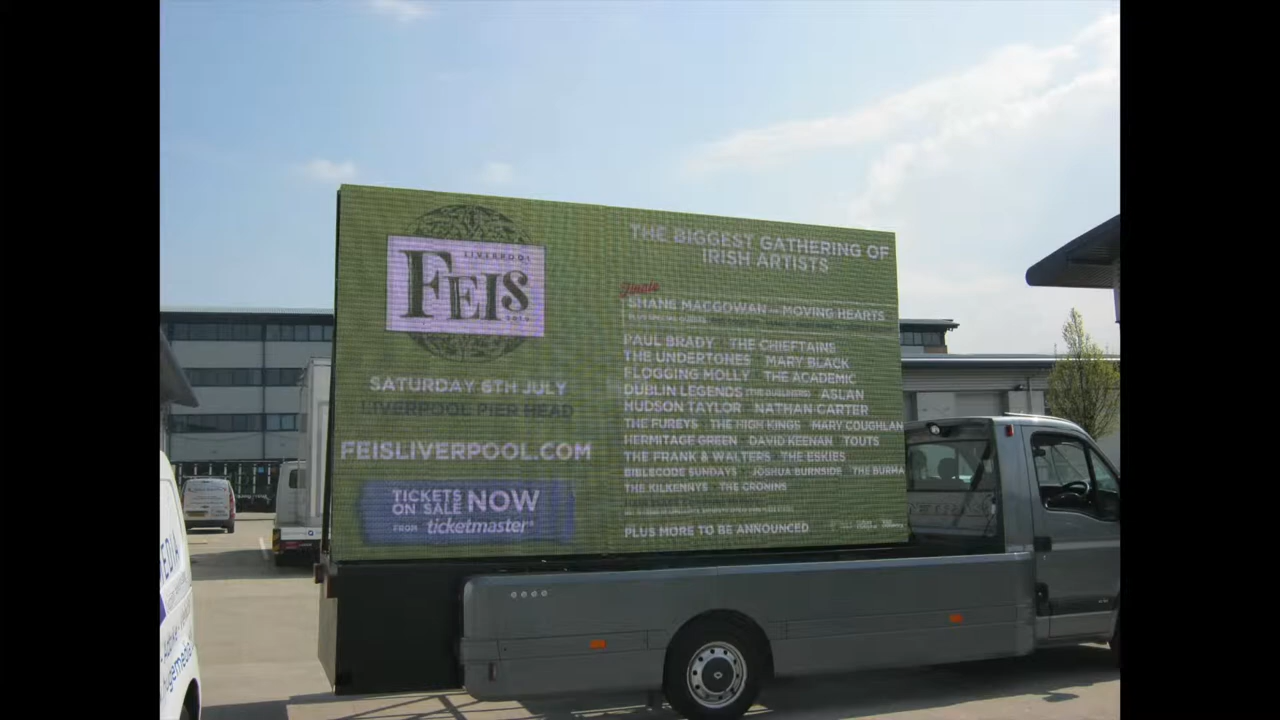 LIVERPOOL
FEIS
2019
SATURDAY 6TH JULY
LIVERPOOL PIER HEAD
FEISLIVERPOOL.COM
TICKETS
ON SALE NOW
FROM ticketmaster
THE BIGGEST GATHERING OF
IRISH ARTISTS
Finale
SHANE MACGOWAN MOVING HEARTS
PAUL BRADY THE CHIEFTAINS
THE UNDERTONES MARY BLACK
FLOGGING MOLLY THE ACADEMIC
DUBLIN LEGENDS (THE DUBLINERS) ASLAN
HUDSON TAYLOR NATHAN CARTER
THE FUREYS THE HIGH KINGS MARY COUGHLAN
HERMITAGE GREEN DAVID KEENAN TOUTS
THE FRANK & WALTERS THE ESKIES
BIBLECODE SUNDAYS JOSHUA BURNSIDE THE BURMA
THE KILKENNYS THE CRONINS
PLUS MORE TO BE ANNOUNCED